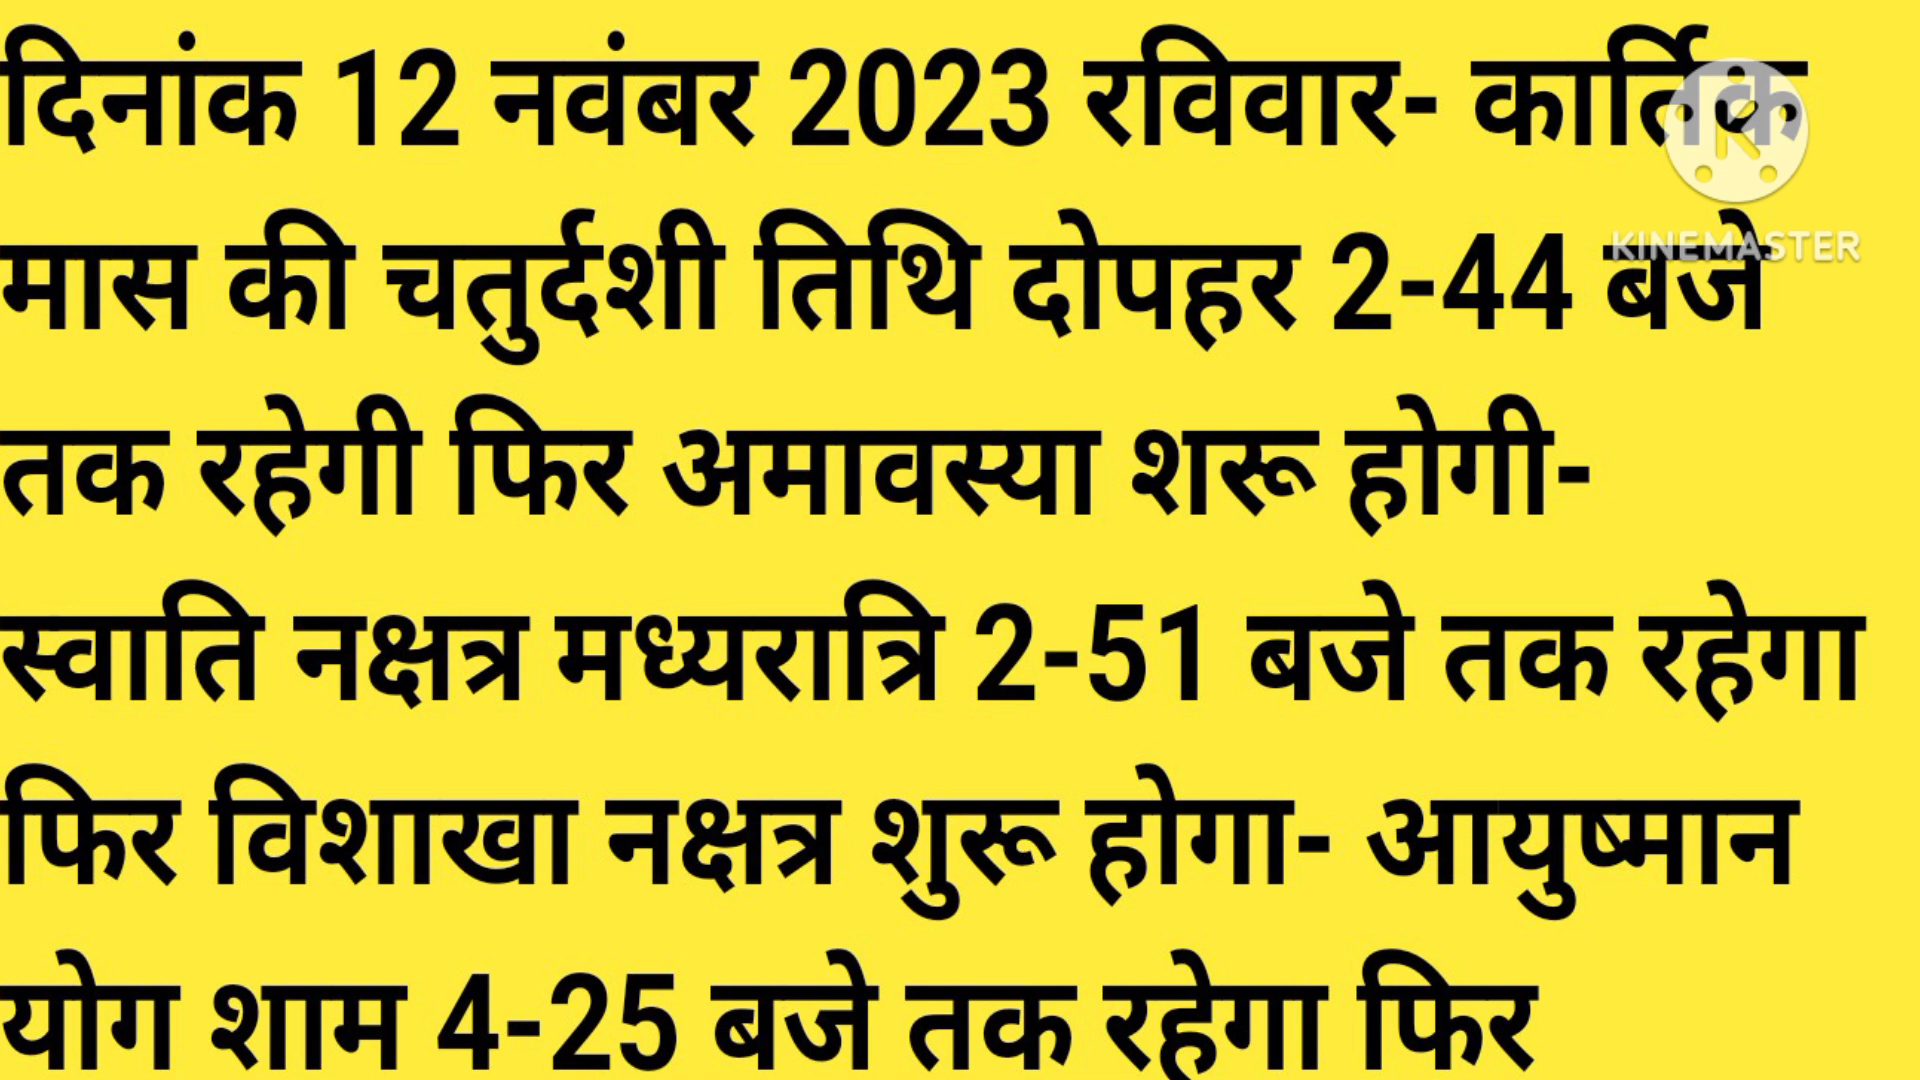 दिनांक 12 नवंबर 2023 रविवार- कार्तिक
मास की चतुर्दशी तिथि दोपहर 2-44 बजे
तक रहेगी फिर अमावस्या शरू होगी-
स्वाति नक्षत्र मध्यरात्रि 2-51 बजे तक रहेगा
फिर विशाखा नक्षत्र शुरू होगा- आयुष्मान
योग शाम 4-25 बजे तक रहेगा फिर
KINEMASTER